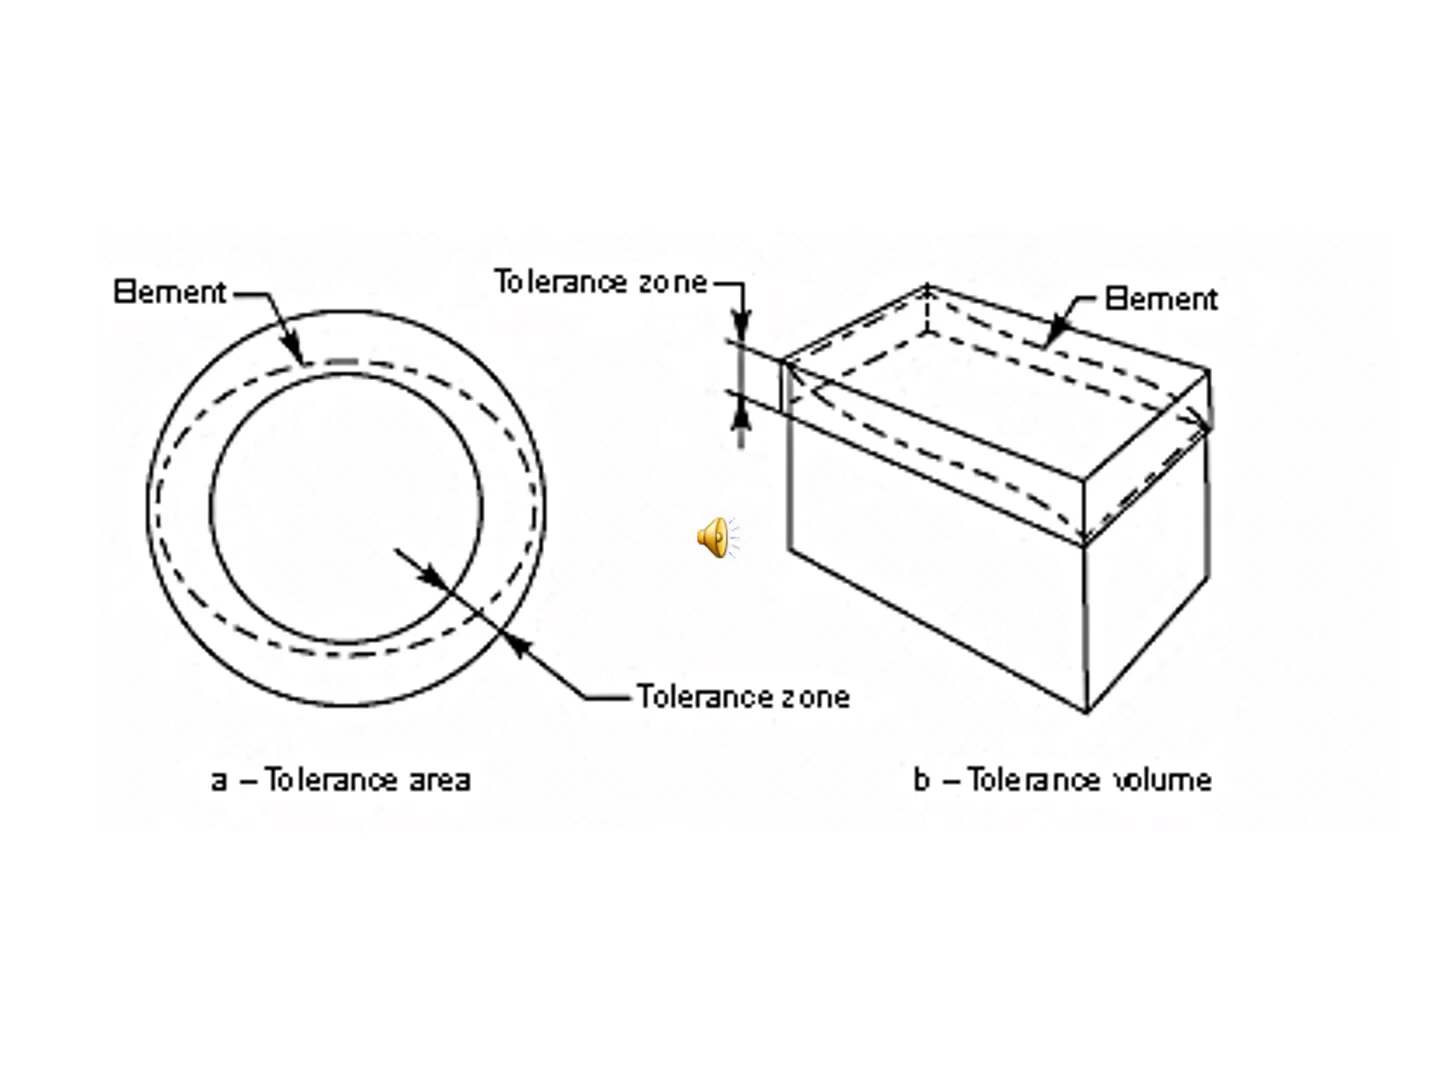 Element
Tolerance zone
Element
Tolerance zone
a – Tolerance area
b – Tolerance volume